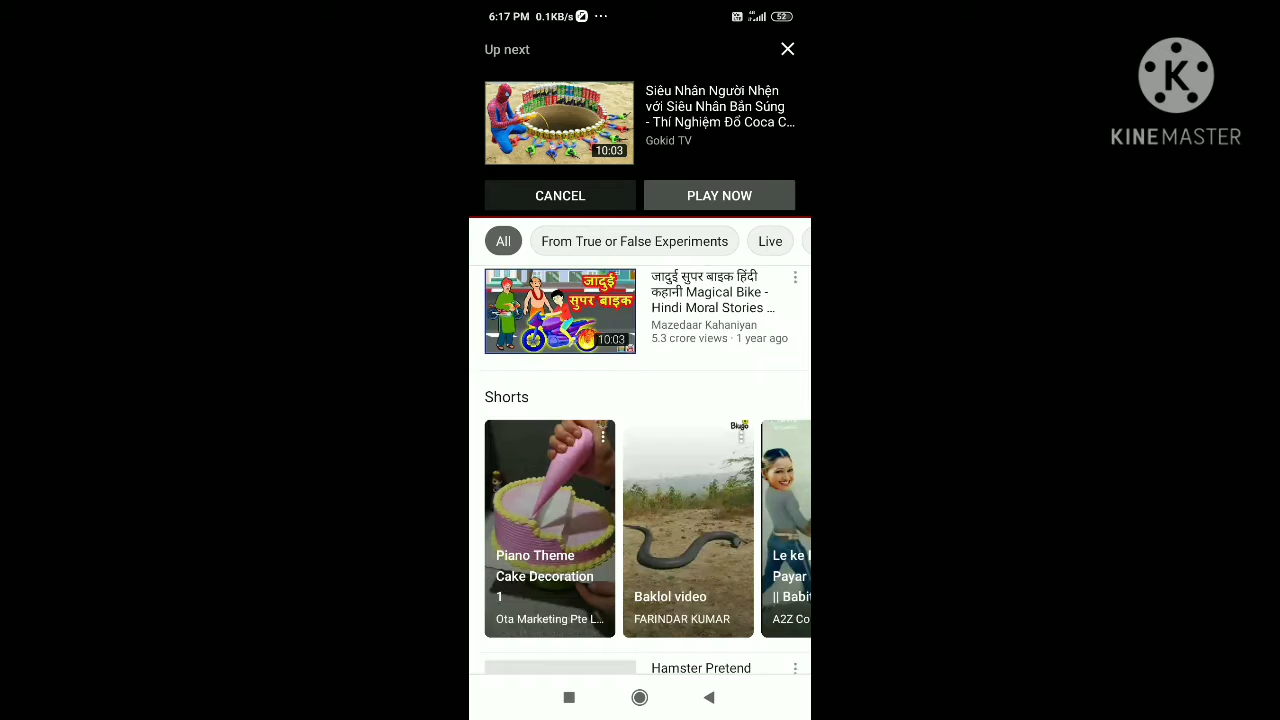 6:17 PM 0.1KB/s ...
52
Up next
Siêu Nhân Người Nhện
với Siêu Nhân Bắn Súng
- Thí Nghiệm Đổ Coca C...
Gokid TV
10:03
CANCEL
PLAY NOW
All
From True or False Experiments
Live
जादुई
सुपर बाइक
10:03
जादुई सुपर बाइक हिंदी
कहानी Magical Bike -
Hindi Moral Stories ...
Mazedaar Kahaniyan
5.3 crore views · 1 year ago
Shorts
Piano Theme
Cake Decoration
1
Ota Marketing Pte L...
Blugo
Baklol video
FARINDAR KUMAR
Le ke
Payar
|| Babi
A2Z Co
Hamster Pretend
K
KINEMASTER